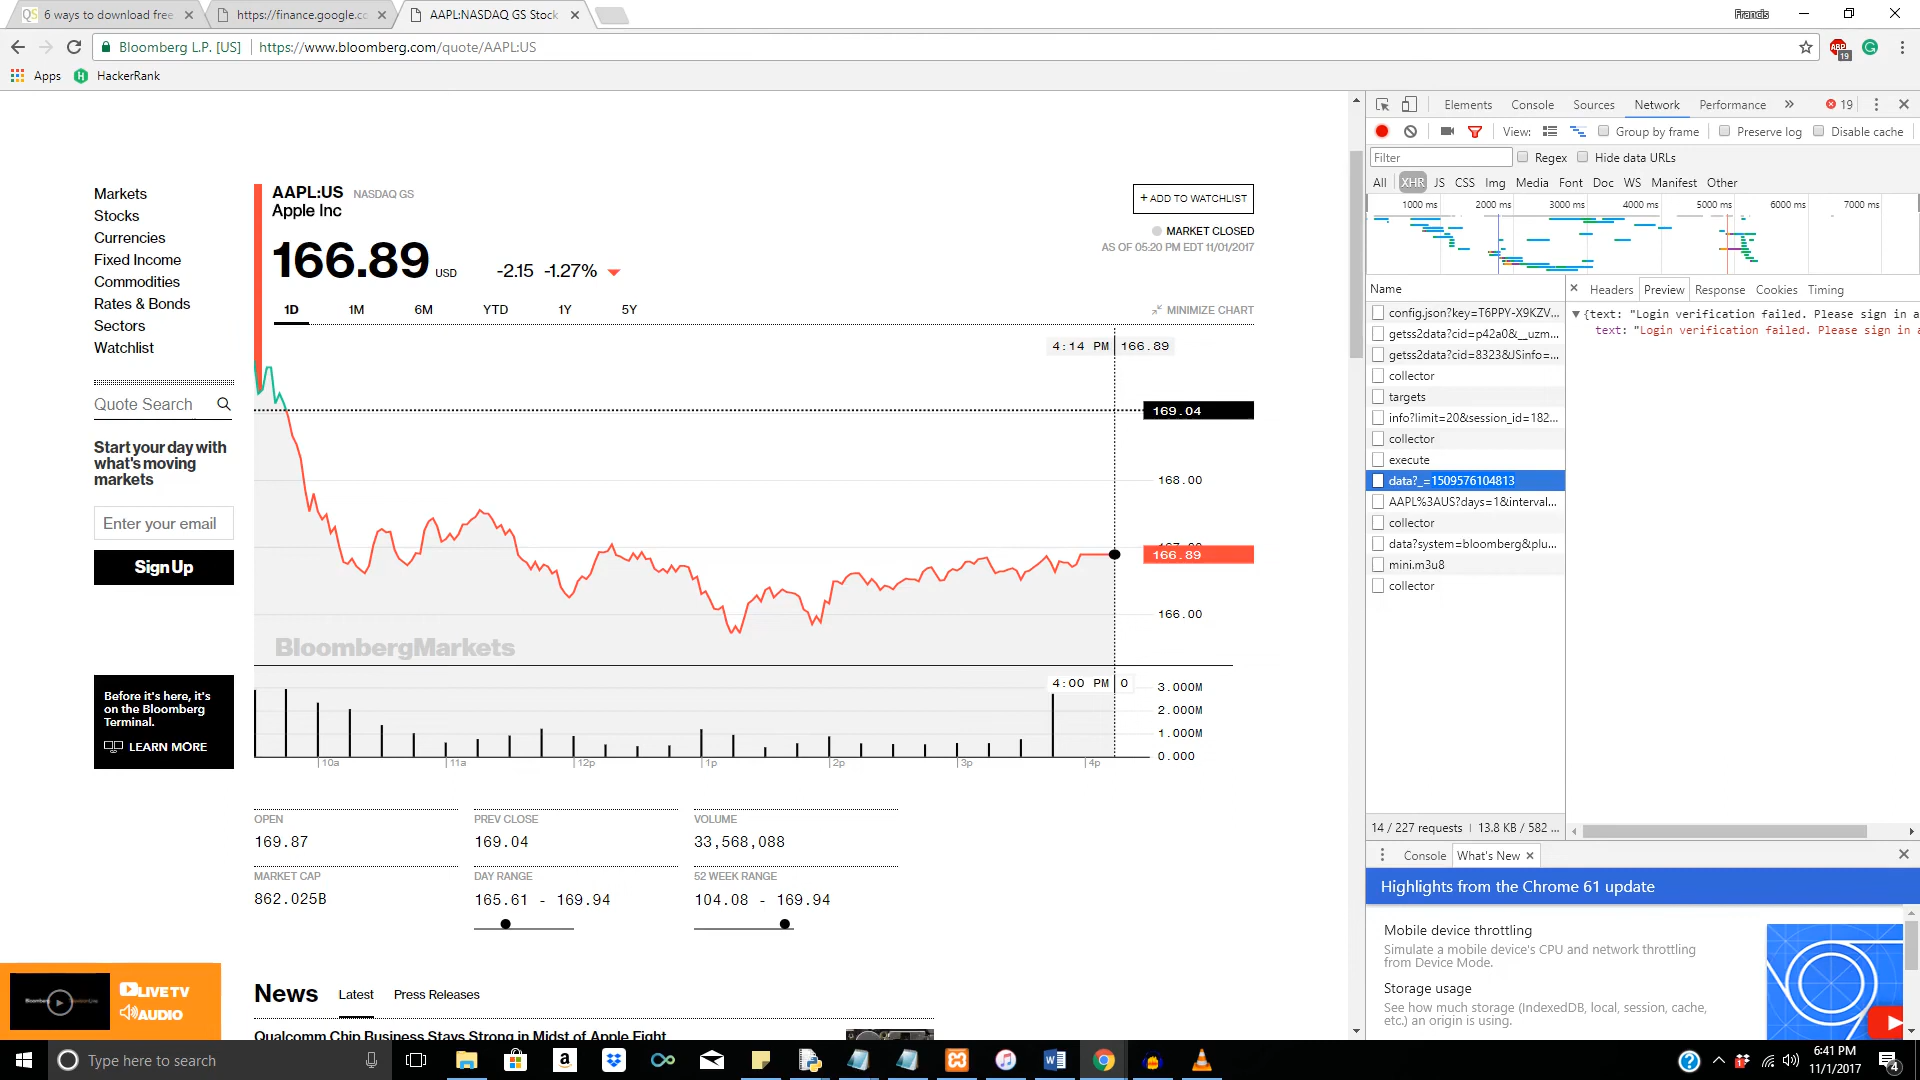 QS 6 ways to download free
https://finance.google.co
AAPL:NASDAQ GS Stock
Francis
Bloomberg L.P. [US] https://www.bloomberg.com/quote/AAPL:US
ABP
19
Apps
HackerRank
Elements Console Sources Network Performance » 19
View: Group by frame Preserve log Disable cache
Filter Regex Hide data URLs
All XHR JS CSS Img Media Font Doc WS Manifest Other
1000 ms 2000 ms 3000 ms 4000 ms 5000 ms 6000 ms 7000 ms
Name
Headers Preview Response Cookies Timing
config.json?key=T6PPY-X9KZV...
getss2data?cid=p42a0&__uzm...
getss2data?cid=8323&JSinfo=...
collector
targets
info?limit=20&session_id=182...
collector
execute
data?_=1509576104813
AAPL%3AUS?days=1&interval...
collector
data?system=bloomberg&plu...
mini.m3u8
collector
{text: "Login verification failed. Please sign in a
text: "Login verification failed. Please sign in a
14 / 227 requests | 13.8 KB / 582 ...
Console What's New
Highlights from the Chrome 61 update
Mobile device throttling
Simulate a mobile device's CPU and network throttling
from Device Mode.
Storage usage
See how much storage (IndexedDB, local, session, cache,
etc.) an origin is using.
Markets
Stocks
Currencies
Fixed Income
Commodities
Rates & Bonds
Sectors
Watchlist
Quote Search
Start your day with
what's moving
markets
Enter your email
Sign Up
Before it's here, it's
on the Bloomberg
Terminal.
LEARN MORE
LIVE TV
AUDIO
AAPL:US NASDAQ GS
Apple Inc
166.89 USD -2.15 -1.27%
+ ADD TO WATCHLIST
MARKET CLOSED
AS OF 05:20 PM EDT 11/01/2017
1D 1M 6M YTD 1Y 5Y
MINIMIZE CHART
4:14 PM 166.89
169.04
168.00
166.89
166.00
BloombergMarkets
4:00 PM 0
3.000M
2.000M
1.000M
0.000
10a 11a 12p 1p 2p 3p 4p
OPEN PREV CLOSE VOLUME
169.87 169.04 33,568,088
MARKET CAP DAY RANGE 52 WEEK RANGE
862.025B 165.61 - 169.94 104.08 - 169.94
News Latest Press Releases
Qualcomm Chip Business Stays Strong in Midst of Apple Fight
Type here to search
6:41 PM
11/1/2017
4